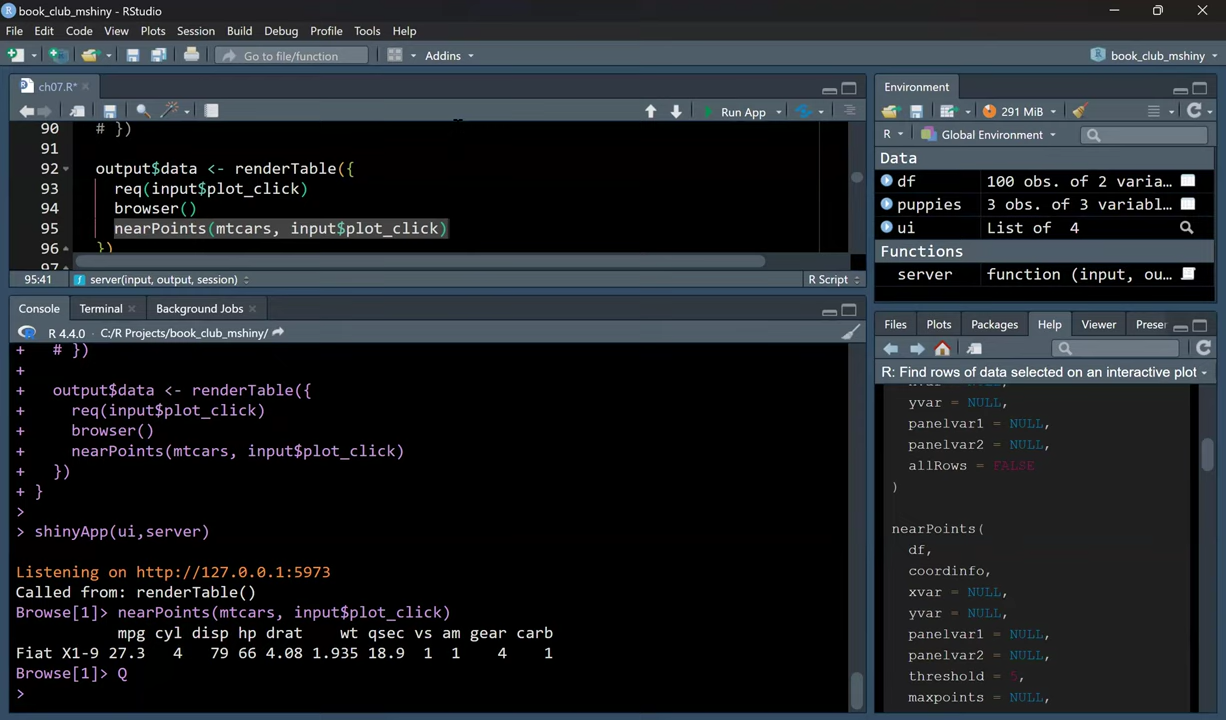 book_club_mshiny - RStudio
File Edit Code View Plots Session Build Debug Profile Tools Help
Go to file/function Addins book_club_mshiny
ch07.R*
Run App
90 # })
91
92 output$data <- renderTable({
93 req(input$plot_click)
94 browser()
95 nearPoints(mtcars, input$plot_click)
96 })
97
95:41 server(input, output, session) R Script
Console Terminal Background Jobs
R 4.4.0 · C:/R Projects/book_club_mshiny/
+ # })
+
+ output$data <- renderTable({
+ req(input$plot_click)
+ browser()
+ nearPoints(mtcars, input$plot_click)
+ })
+ }
>
> shinyApp(ui,server)
Listening on http://127.0.0.1:5973
Called from: renderTable()
Browse[1]> nearPoints(mtcars, input$plot_click)
mpg cyl disp hp drat wt qsec vs am gear carb
Fiat X1-9 27.3 4 79 66 4.08 1.935 18.9 1 1 4 1
Browse[1]> Q
>
Environment
291 MiB
R Global Environment
Data
df 100 obs. of 2 varia…
puppies 3 obs. of 3 variabl…
ui List of 4
Functions
server function (input, ou…
Files Plots Packages Help Viewer Preser
R: Find rows of data selected on an interactive plot
yvar = NULL,
panelvar1 = NULL,
panelvar2 = NULL,
allRows = FALSE
)
nearPoints(
df,
coordinfo,
xvar = NULL,
yvar = NULL,
panelvar1 = NULL,
panelvar2 = NULL,
threshold = 5,
maxpoints = NULL,